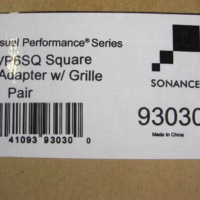 suel Performance® Series
VP6SQ Square
Adapter w/ Grille
Pair
SONANCE
93030
Made in China
41093 93030 0